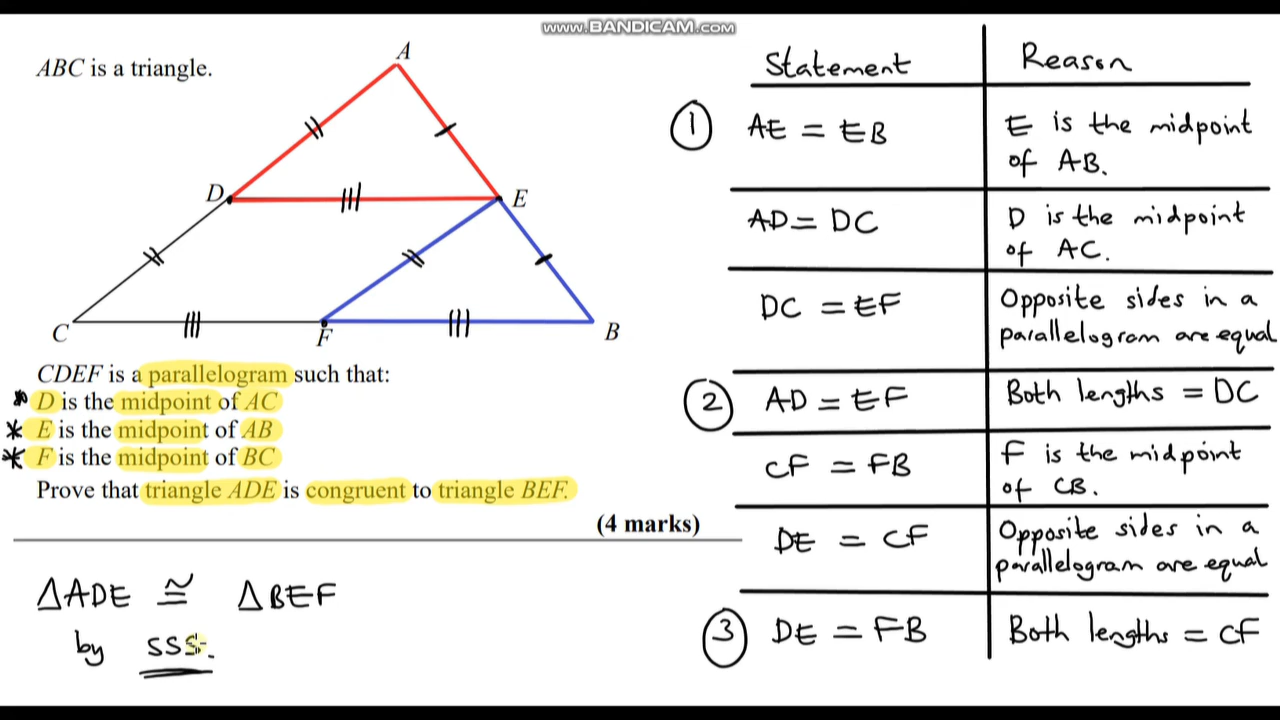 www.BANDICAM.com
ABC is a triangle.
A
D
E
C
F
B
CDEF is a parallelogram such that:
* D is the midpoint of AC
* E is the midpoint of AB
* F is the midpoint of BC
Prove that triangle ADE is congruent to triangle BEF.
(4 marks)
△ADE ≅ △BEF
by SSS.
Statement Reason
1 AE = EB E is the midpoint
of AB.
AD = DC D is the midpoint
of AC.
DC = EF Opposite sides in a
parallelogram are equal
2 AD = EF Both lengths = DC
CF = FB F is the midpoint
of CB.
DE = CF Opposite sides in a
parallelogram are equal
3 DE = FB Both lengths = CF